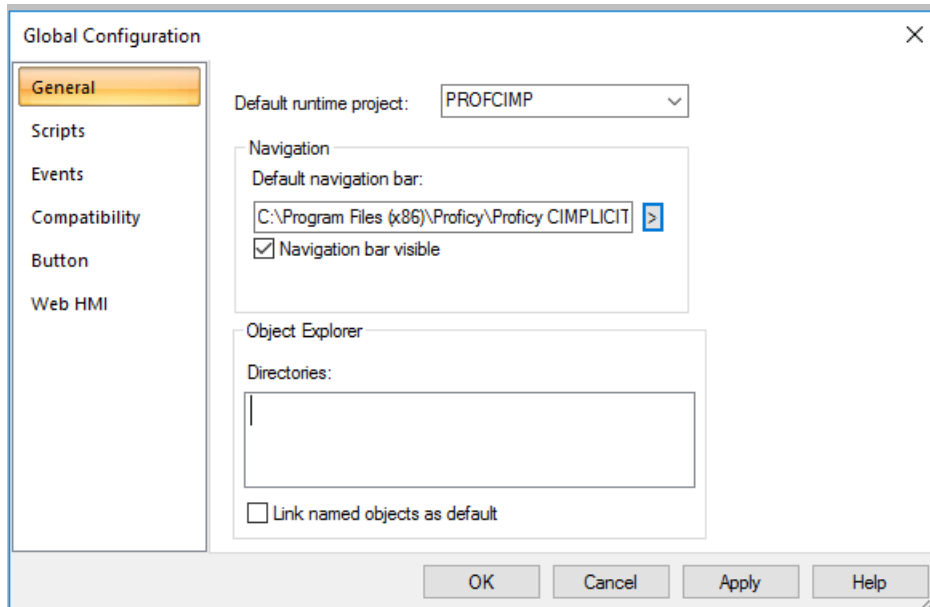 Global Configuration
General
Scripts
Events
Compatibility
Button
Web HMI
Default runtime project:
PROFCIMP
Navigation
Default navigation bar:
C:\Program Files (x86)\Proficy\Proficy CIMPLICIT
>
Navigation bar visible
Object Explorer
Directories:
Link named objects as default
OK
Cancel
Apply
Help